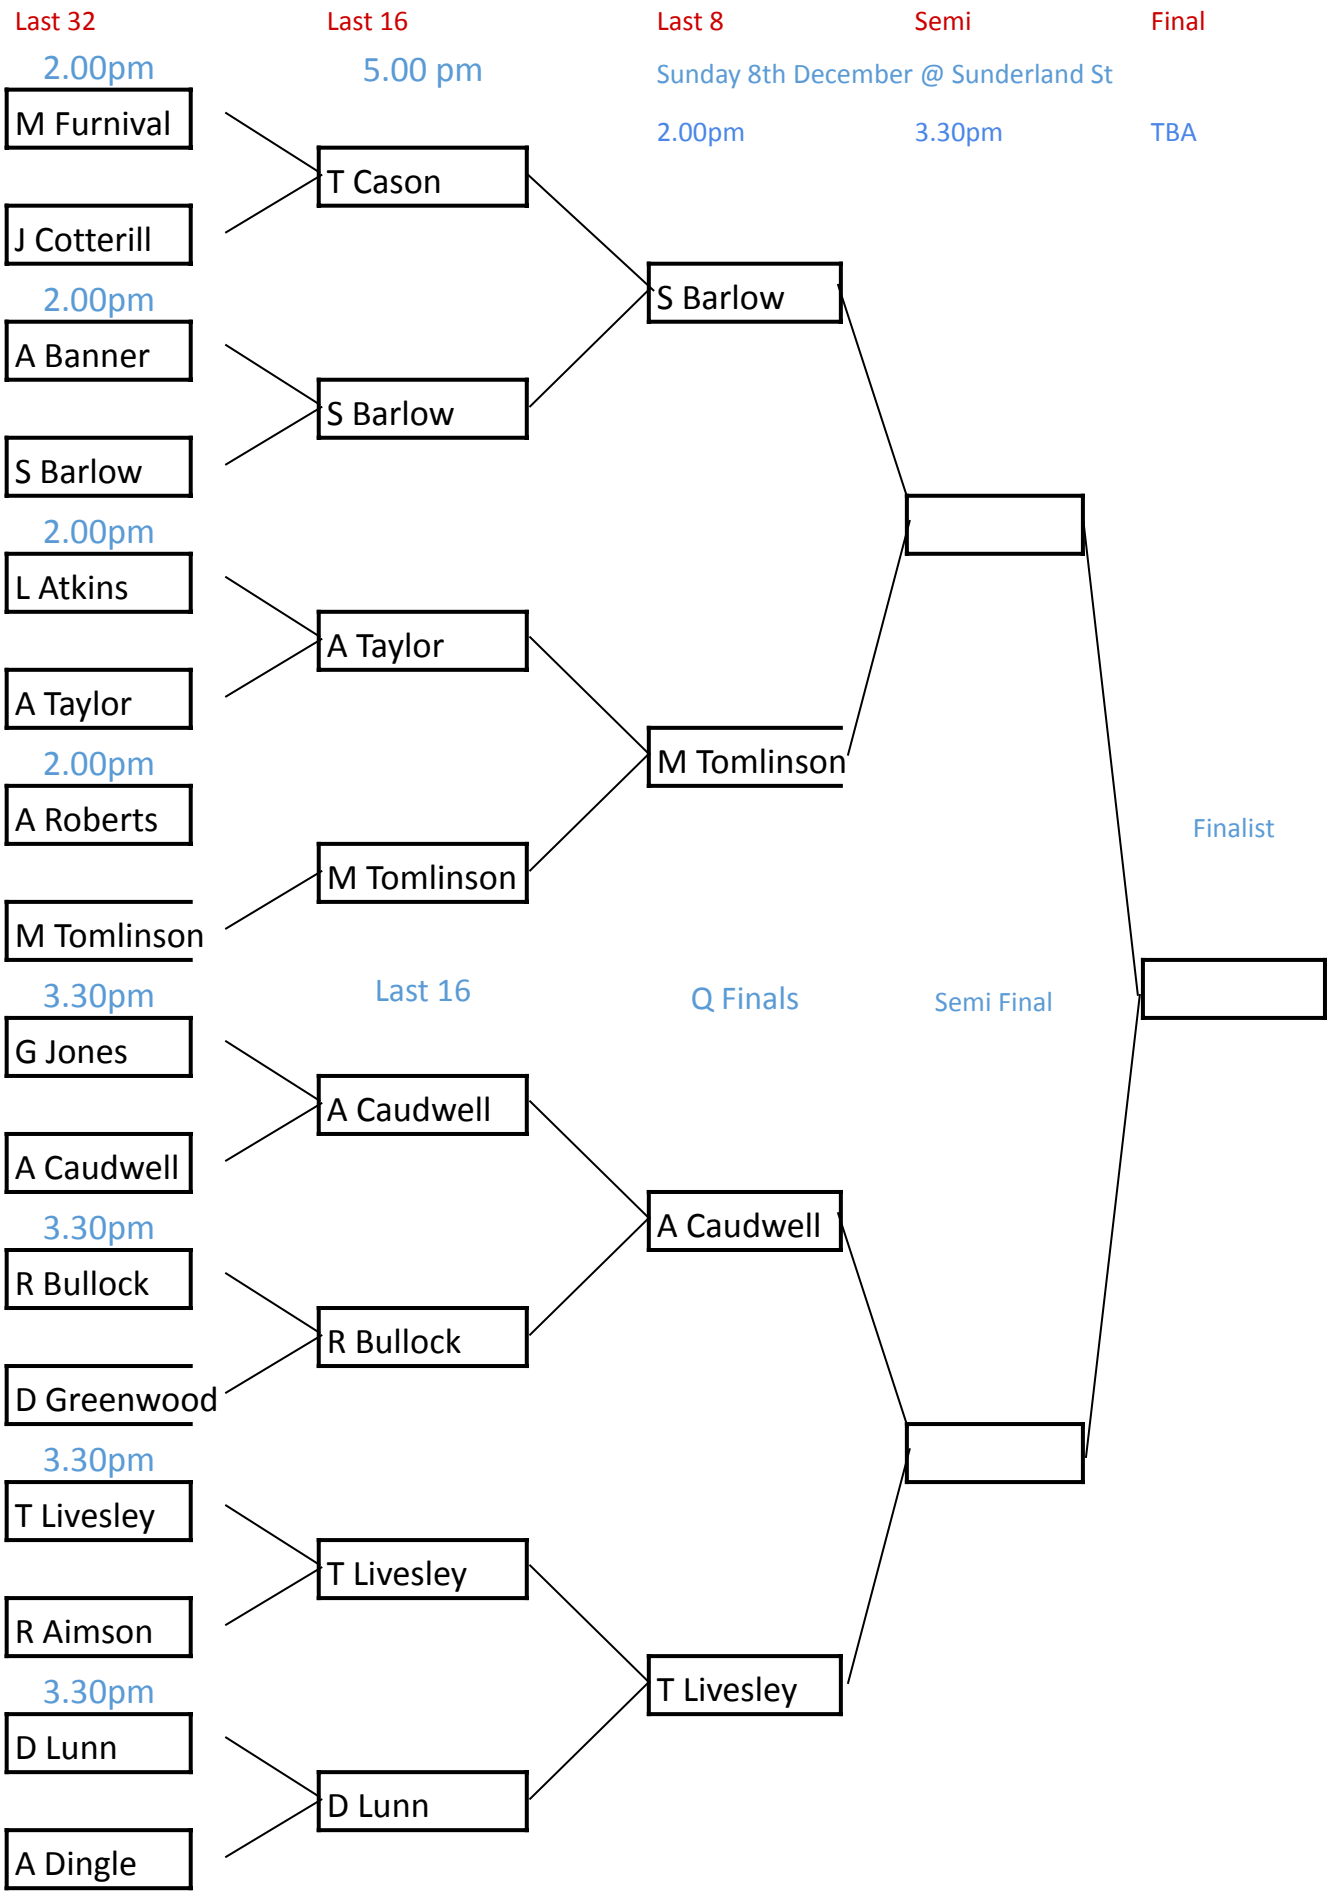 Last 32
Last 16
Last 8
Semi
Final
2.00pm
5.00 pm
Sunday 8th December @ Sunderland St
M Furnival
2.00pm
3.30pm
TBA
T Cason
J Cotterill
S Barlow
2.00pm
A Banner
S Barlow
S Barlow
2.00pm
L Atkins
A Taylor
A Taylor
M Tomlinson
2.00pm
A Roberts
Finalist
M Tomlinson
M Tomlinson
3.30pm
Last 16
Q Finals
Semi Final
G Jones
A Caudwell
A Caudwell
3.30pm
A Caudwell
R Bullock
R Bullock
D Greenwood
3.30pm
T Livesley
T Livesley
R Aimson
3.30pm
T Livesley
D Lunn
D Lunn
A Dingle